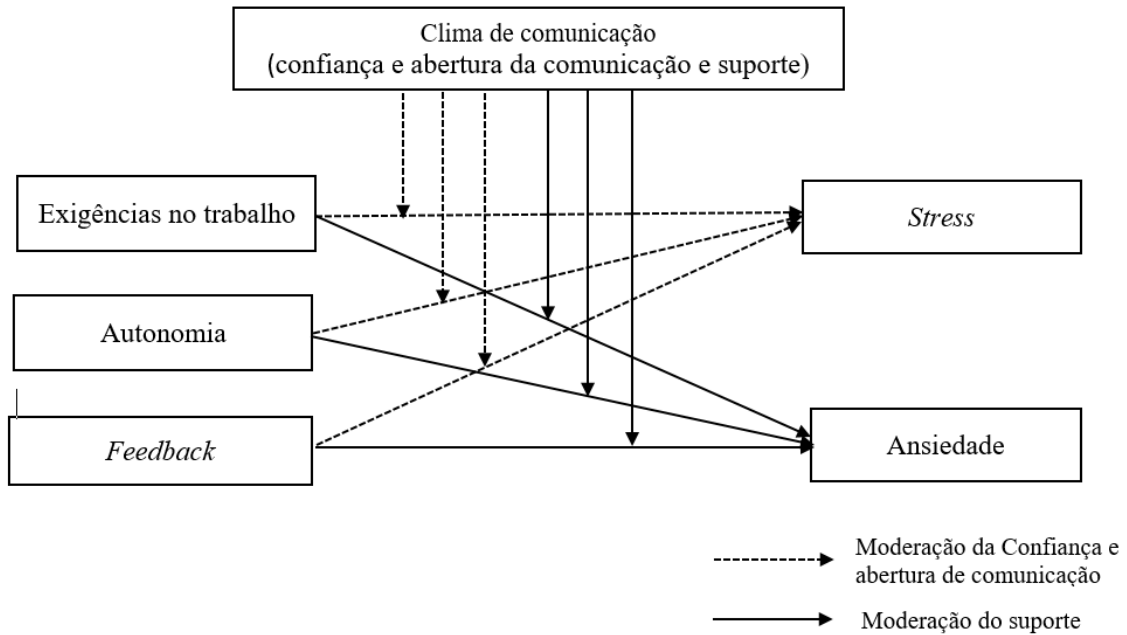 Clima de comunicação
(confiança e abertura da comunicação e suporte)
Exigências no trabalho
Stress
Autonomia
Feedback
Ansiedade
Moderação da Confiança e
abertura de comunicação
Moderação do suporte